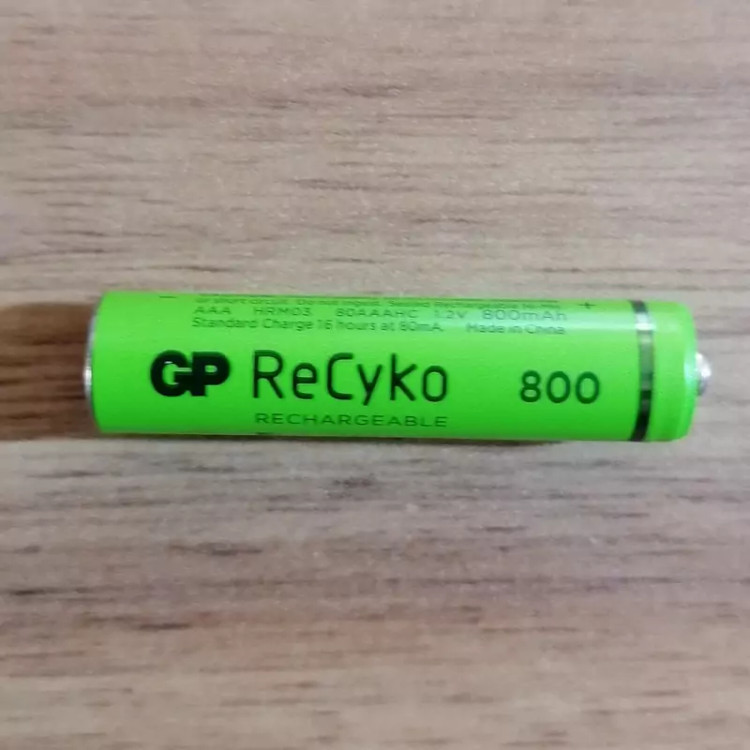 − +
or short circuit. Do not ingest. Sealed Rechargeable Ni-MH
AAA HRM03 80AAAHC 1.2V 800mAh
Standard Charge 16 hours at 80mA. Made in China
GP ReCyko 800
RECHARGEABLE